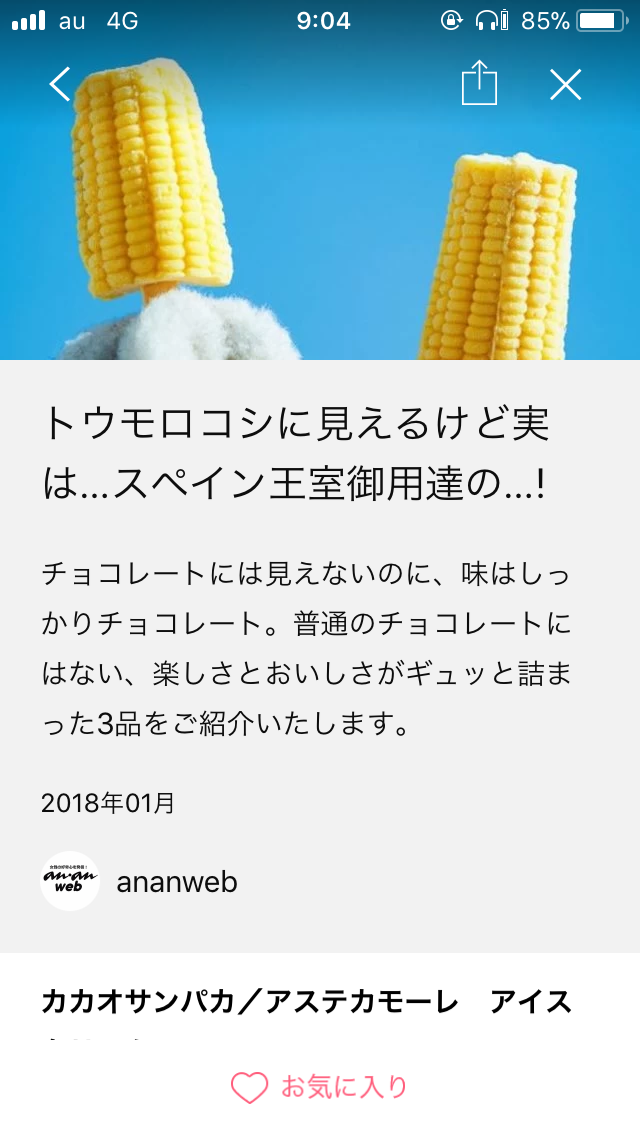 au 4G 9:04 85%
トウモロコシに見えるけど実
は...スペイン王室御用達の...!
チョコレートには見えないのに、味はしっ
かりチョコレート。普通のチョコレートに
はない、楽しさとおいしさがギュッと詰ま
った3品をご紹介いたします。
2018年01月
anan
web
ananweb
カカオサンパカ／アステカモーレ　アイス
お気に入り